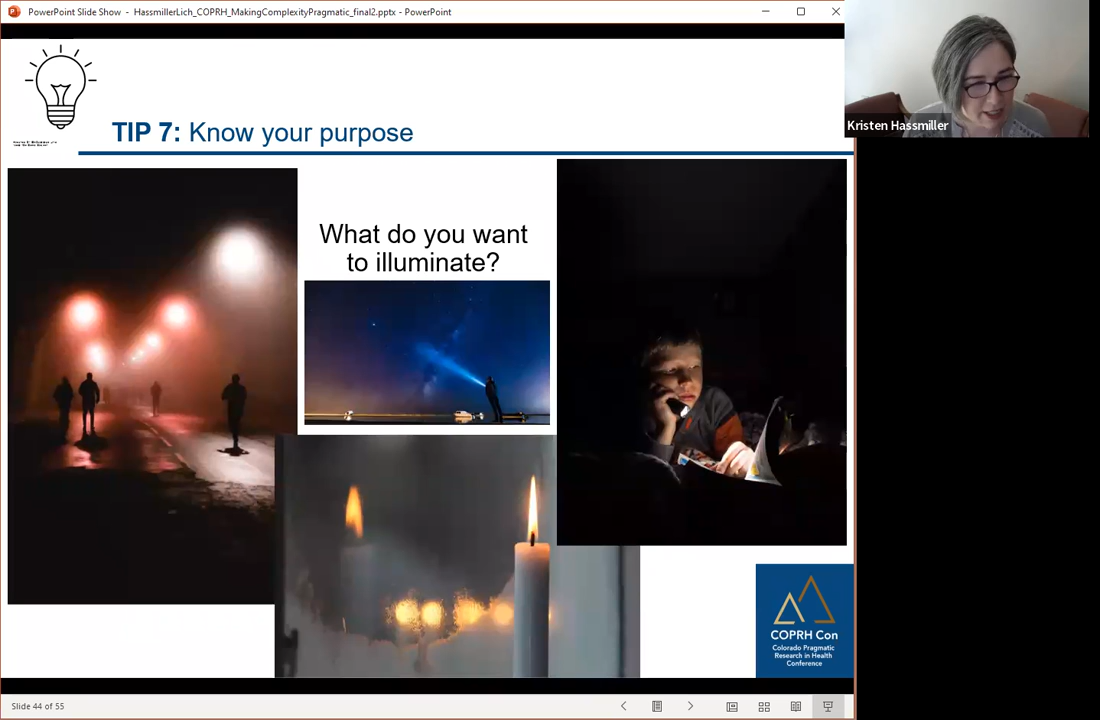 PowerPoint Slide Show - HassmillerLich_COPRH_MakingComplexityPragmatic_final2.pptx - PowerPoint
Kristen Hassmiller
TIP 7: Know your purpose
What do you want
to illuminate?
COPRH Con
Colorado Pragmatic
Research in Health
Conference
Slide 44 of 55